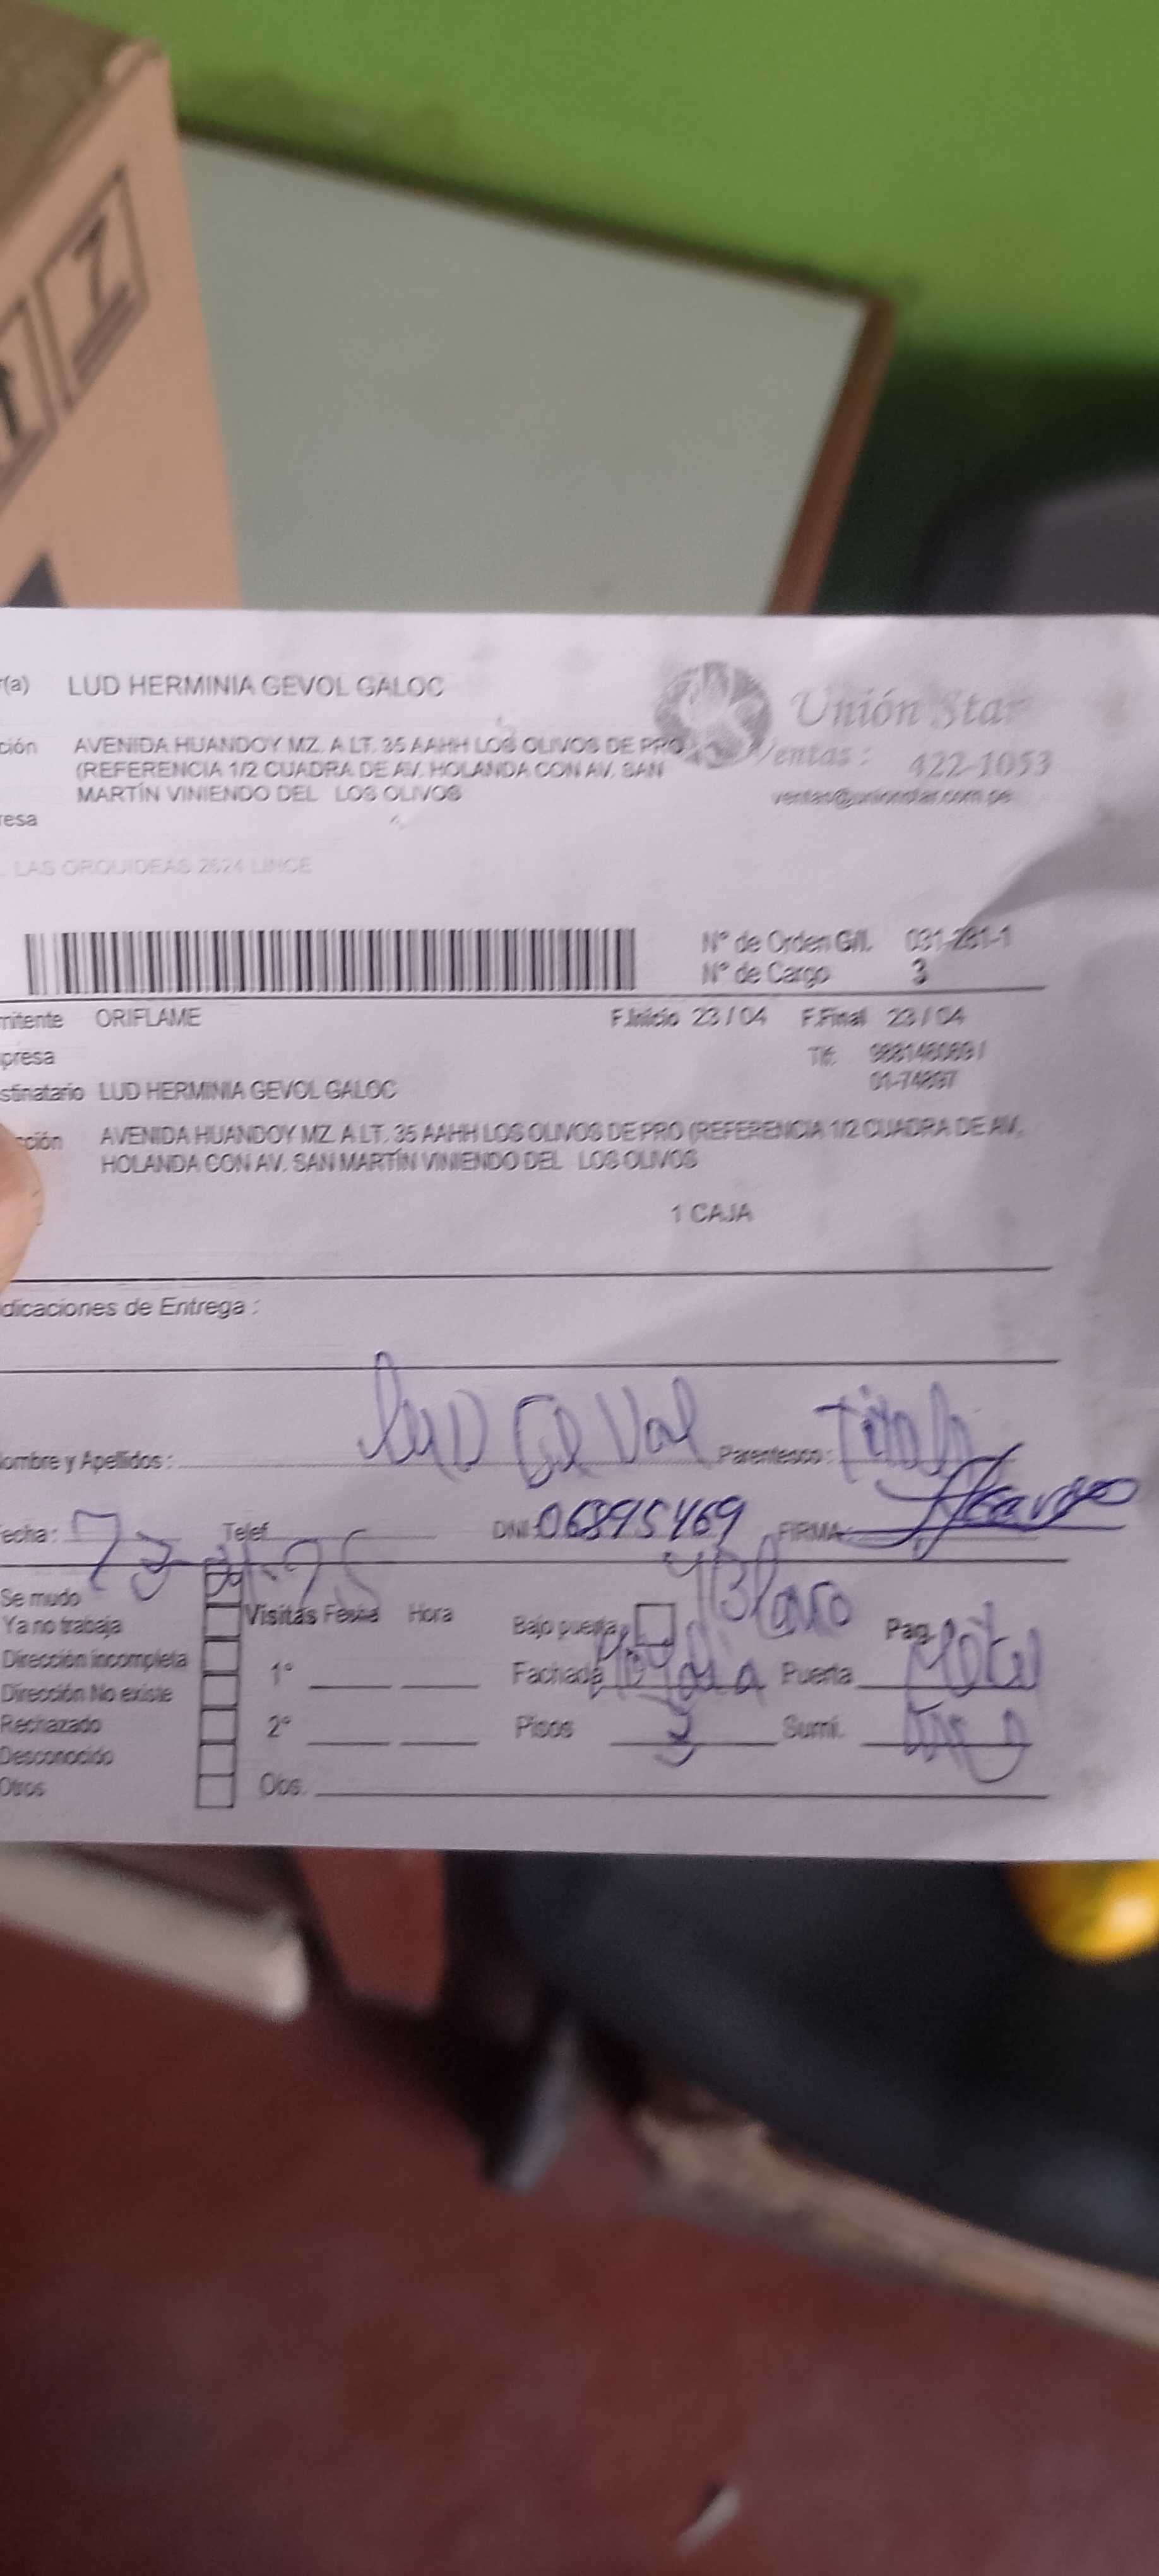 r(a) LUD HERMINIA GEVOL GALOC
Unión Star
ción AVENIDA HUANDOY MZ. A LT. 35 AAHH LOS OLIVOS DE PRO
(REFERENCIA 1/2 CUADRA DE AV. HOLANDA CON AV. SAN
MARTÍN VINIENDO DEL LOS OLIVOS
Ventas : 422-1053
ventas@unionstar.com.pe
resa
LAS ORQUIDEAS 2624 LINCE
N° de Orden G/I. 031-281-1
N° de Cargo 3
mitente ORIFLAME F.Inicio 23 / 04 F.Final 23 / 04
presa Tlf:
stinatario LUD HERMINIA GEVOL GALOC
ción AVENIDA HUANDOY MZ. A LT. 35 AAHH LOS OLIVOS DE PRO (REFERENCIA 1/2 CUADRA DE AV.
HOLANDA CON AV. SAN MARTÍN VINIENDO DEL LOS OLIVOS
1 CAJA
dicaciones de Entrega :
ombre y Apellidos : LUD Ge Vol Parentesco :
echa : Telef. DNI: 06895469 FIRMA:
Se mudo
Ya no trabaja Visitas Fecha Hora Bajo puerta Blanco Pag.
Dirección incompleta 1° Fachada Puerta
Dirección No existe
Rechazado 2° Pisos 3 Sumi.
Desconocido
Otros Obs.